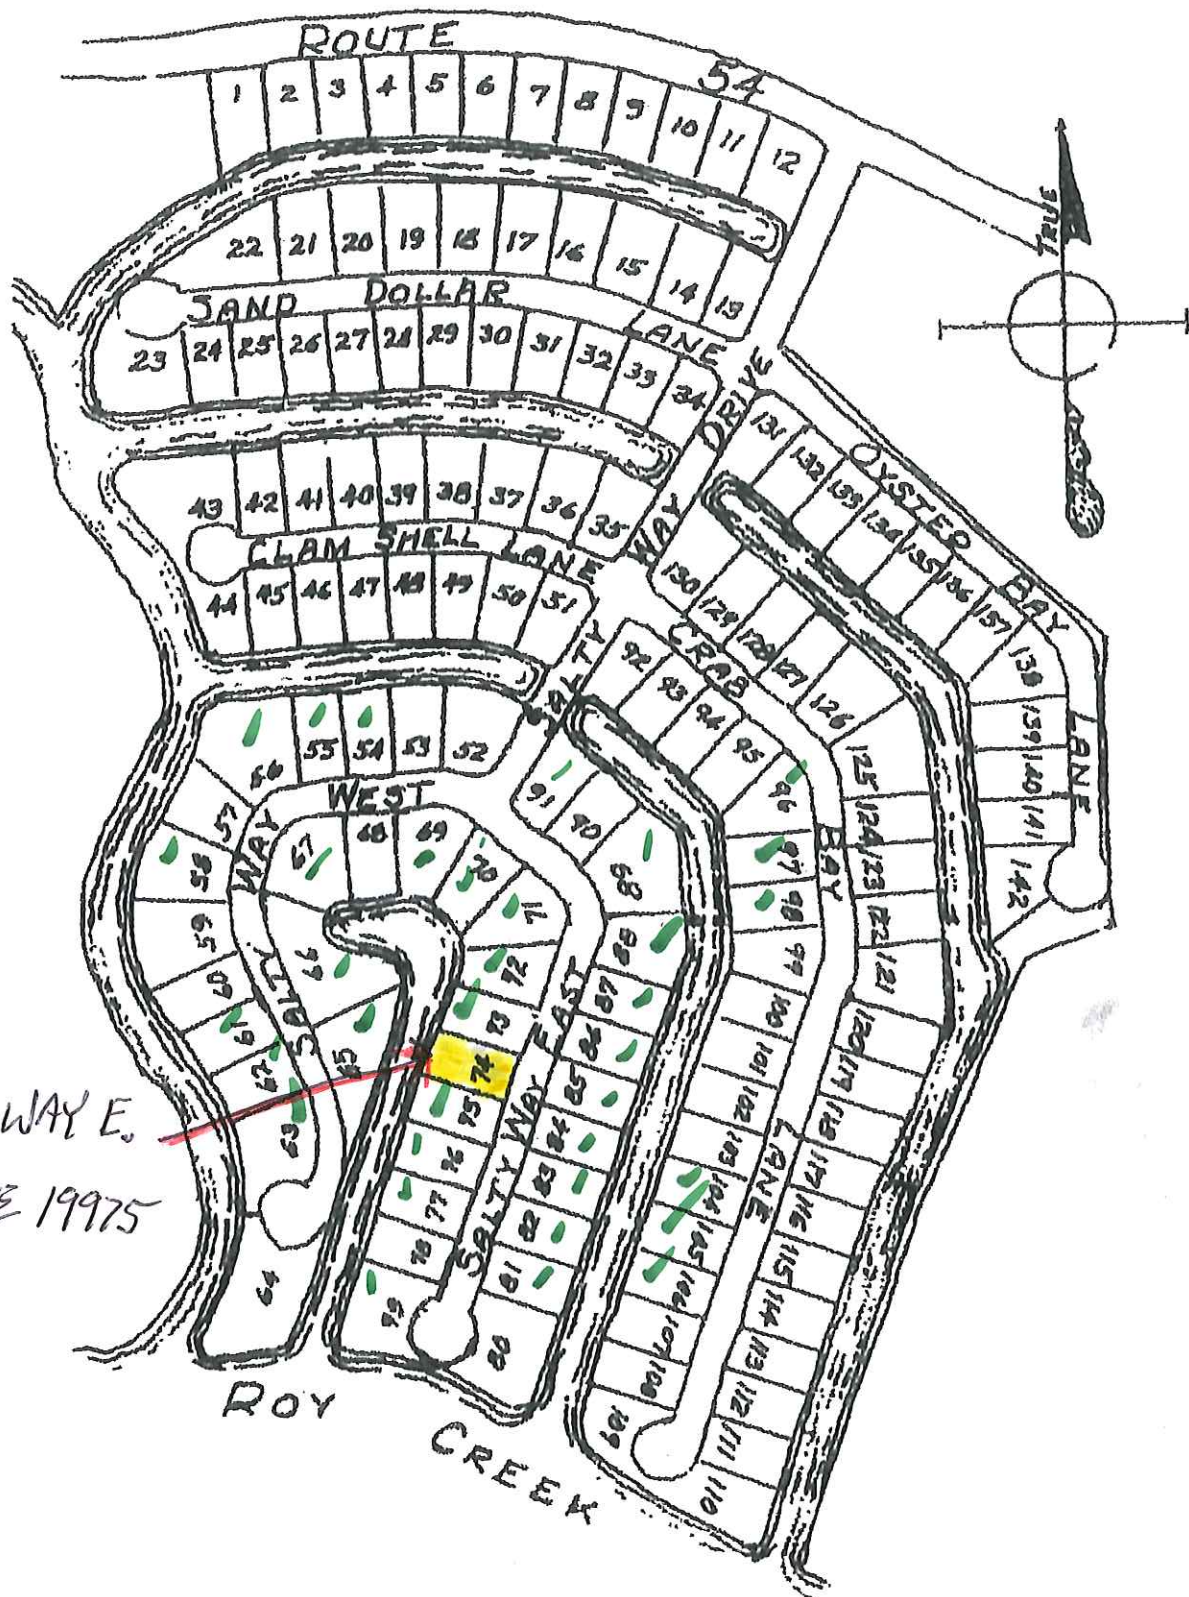 ROUTE 54
1 2 3 4 5 6 7 8 9 10 11 12
TRUE
22 21 20 19 18 17 16 15 14 13
SAND DOLLAR LANE
23 24 25 26 27 28 29 30 31 32 33 34
SALTY WAY DRIVE
43 42 41 40 39 38 37 36 35
CLAM SHELL LANE
44 45 46 47 48 49 50 51
OYSTER BAY LANE
131 132 133 134 135 136 137 138 139 140 141 142
130 129 128 127 126 125 124 123 122 121 120 119 118 117 116 115 114 113 112 111 110
CRAB BAY LANE
92 93 94 95 96 97 98 99 100 101 102 103 104 105 106 107 108 109
56 55 54 53 52
SALTY WAY WEST
57 58 59 60 61 62 63 64
67 68 69 70 71 72 73 74 75 76 77 78 79
66 65
SALTY WAY EAST
91 90 89 88 87 86 85 84 83 82 81 80
WAY E.
19975
ROY CREEK